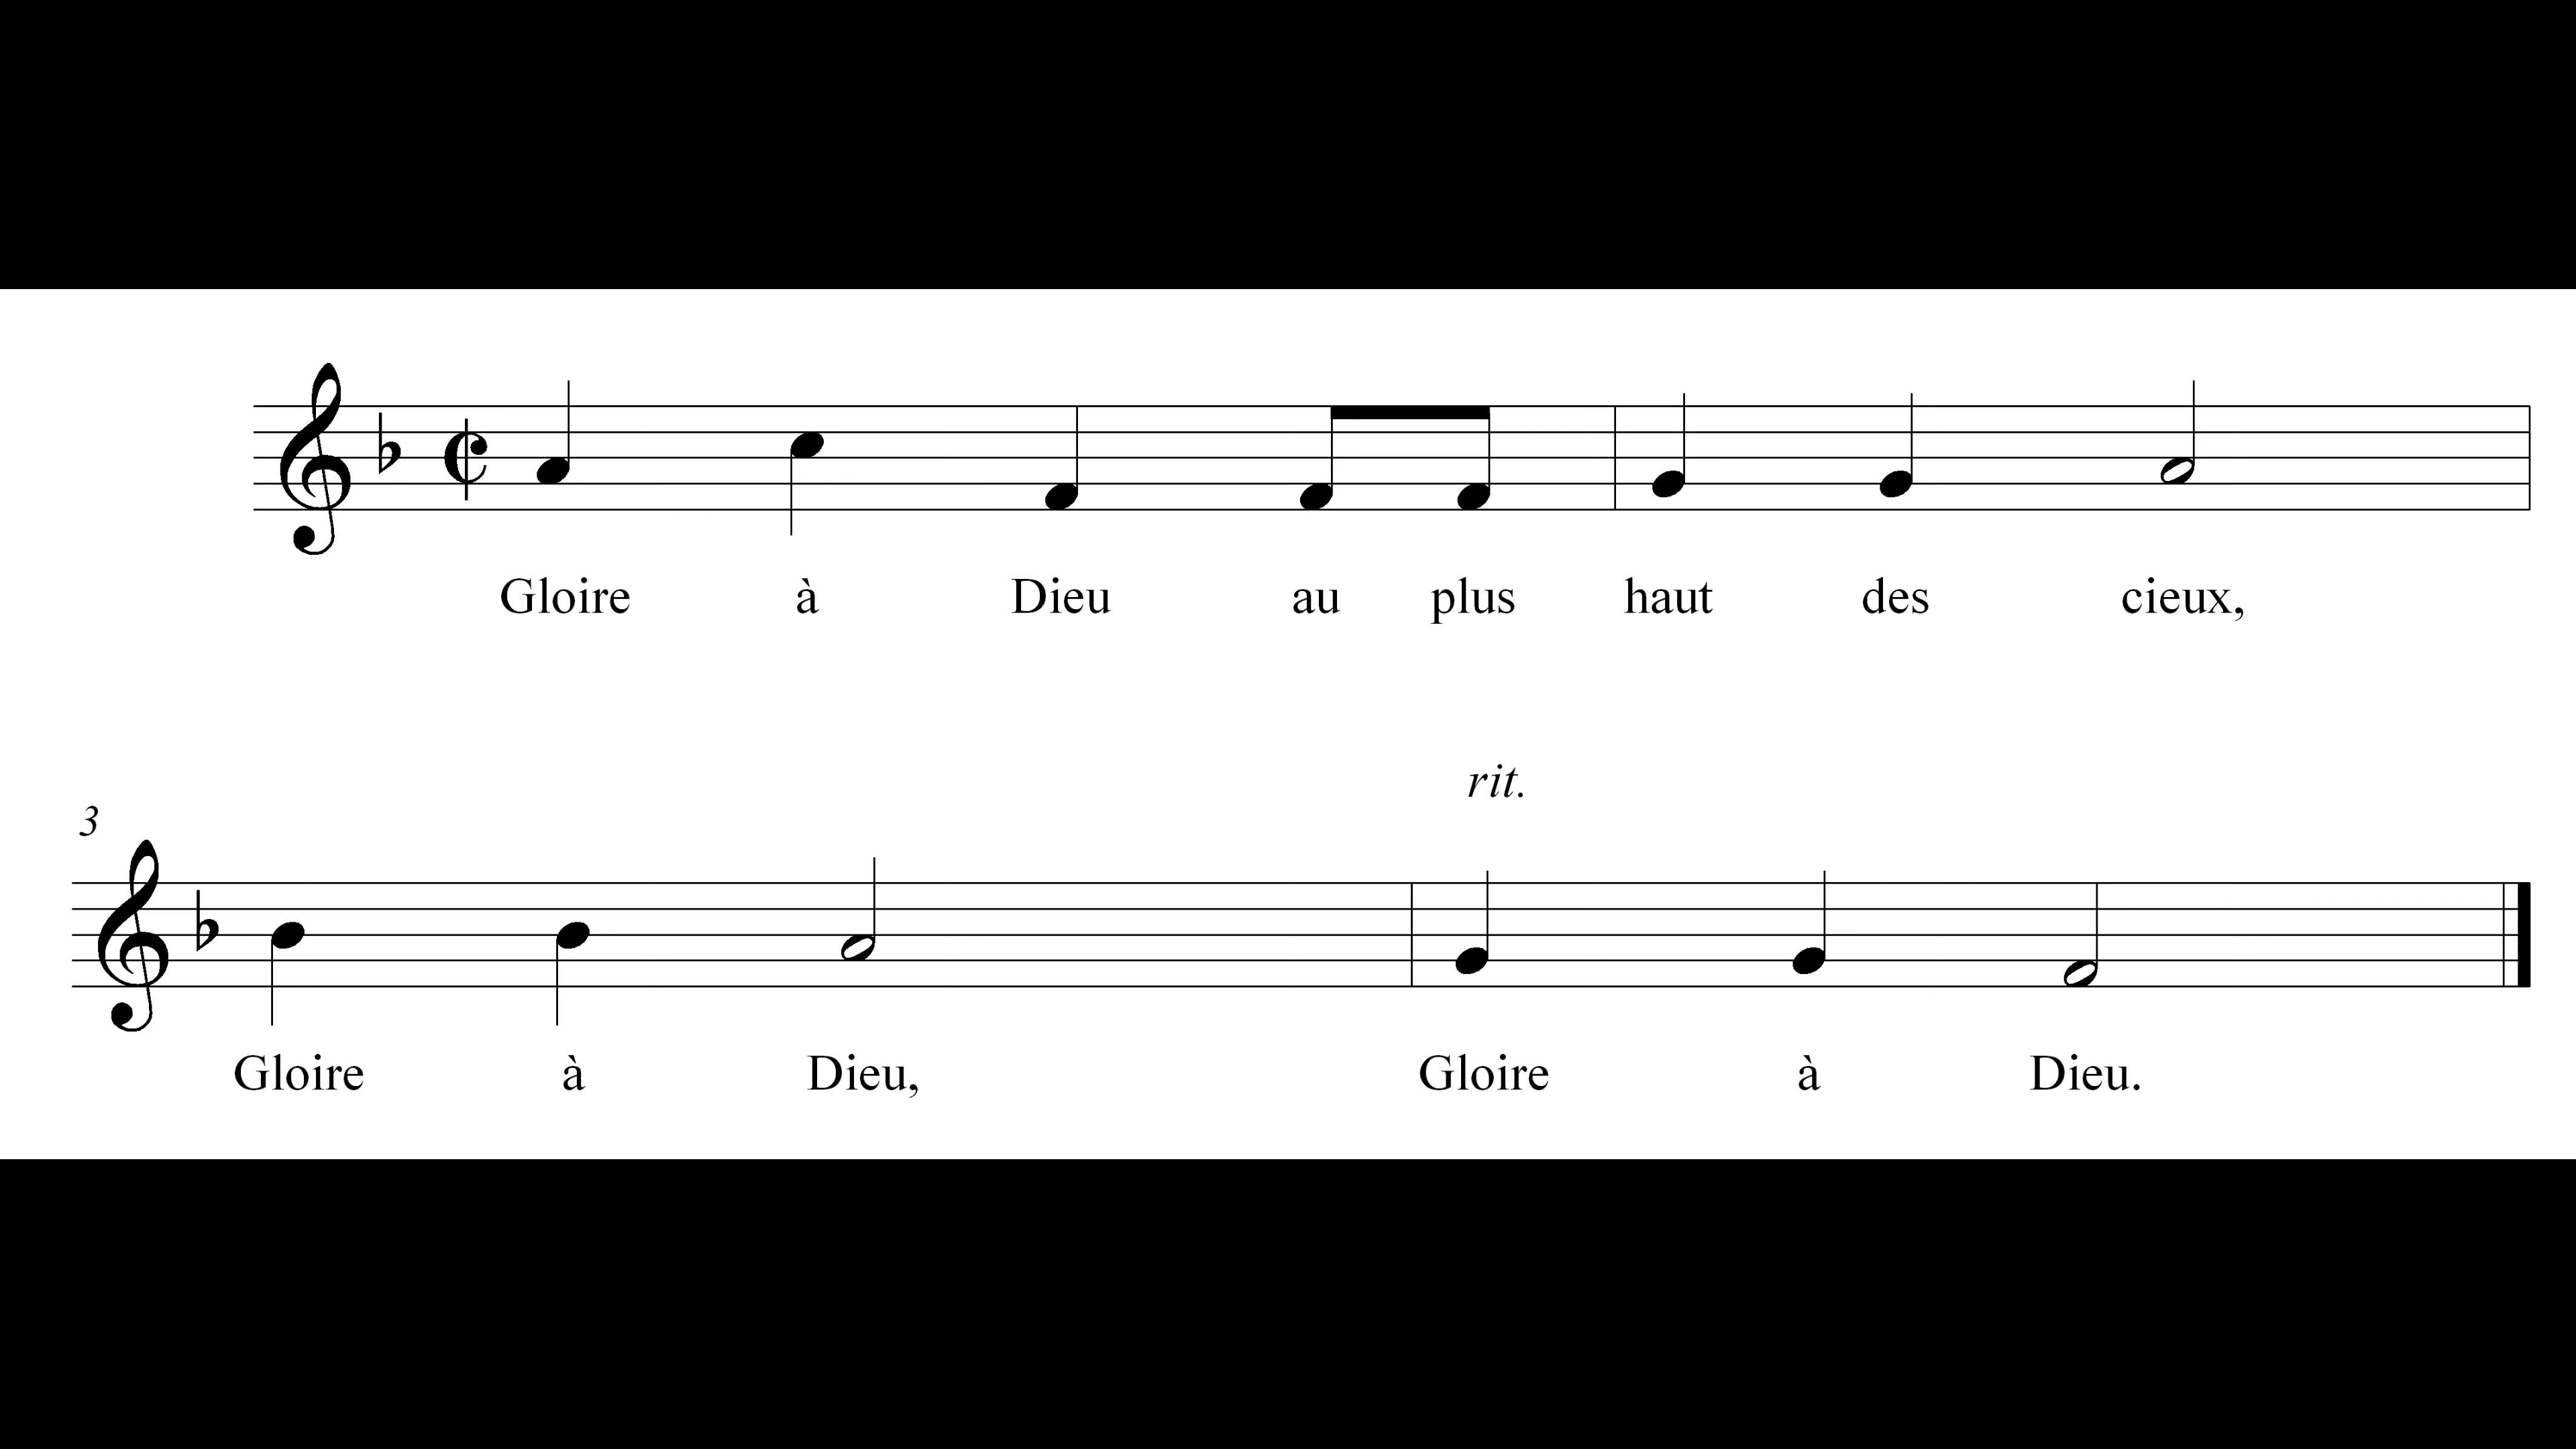 Gloire à Dieu au plus haut des cieux,
rit.
3
Gloire à Dieu, Gloire à Dieu.